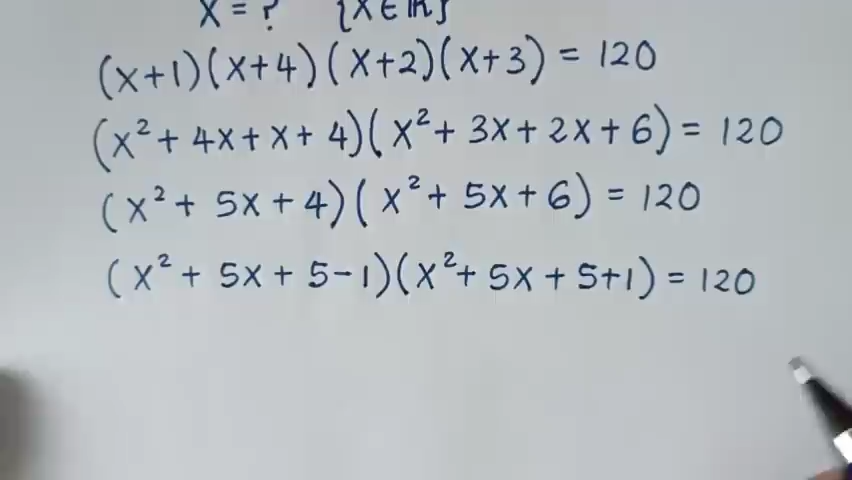 x = ? {x ∈ ℝ}
(x+1)(x+4)(x+2)(x+3) = 120
(x² + 4x + x + 4)(x² + 3x + 2x + 6) = 120
(x² + 5x + 4)(x² + 5x + 6) = 120
(x² + 5x + 5-1)(x² + 5x + 5+1) = 120